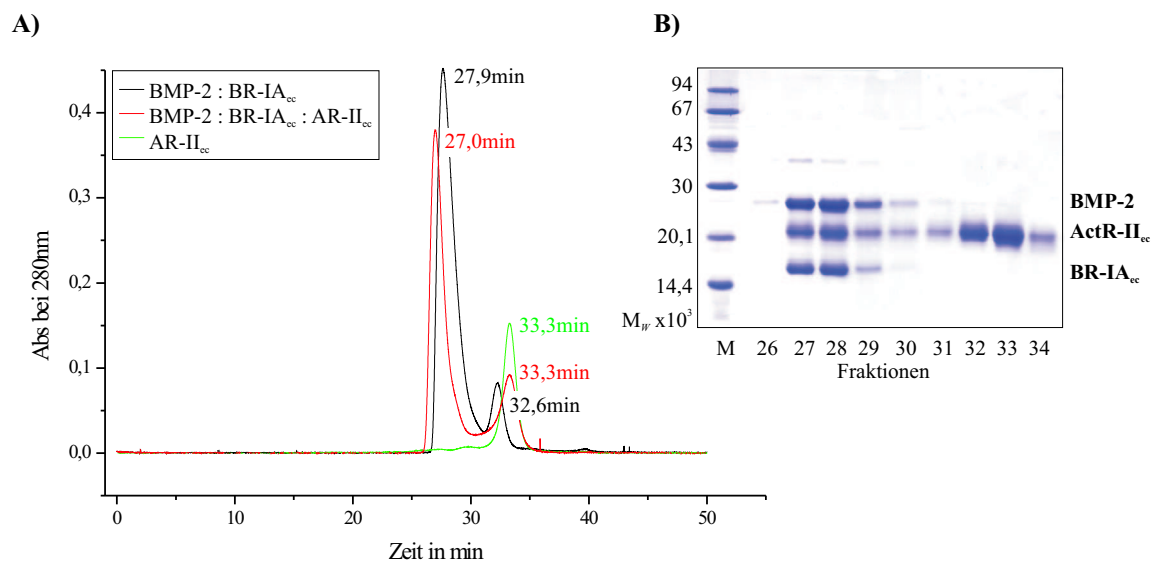 A)
BMP-2 : BR-IAec
BMP-2 : BR-IAec : AR-IIec
AR-IIec
27,9min
27,0min
33,3min
33,3min
32,6min
0,4
0,3
0,2
0,1
0,0
Abs bei 280nm
0 10 20 30 40 50
Zeit in min
B)
94
67
43
30
20,1
14,4
MW x10³
BMP-2
ActR-IIec
BR-IAec
M 26 27 28 29 30 31 32 33 34
Fraktionen